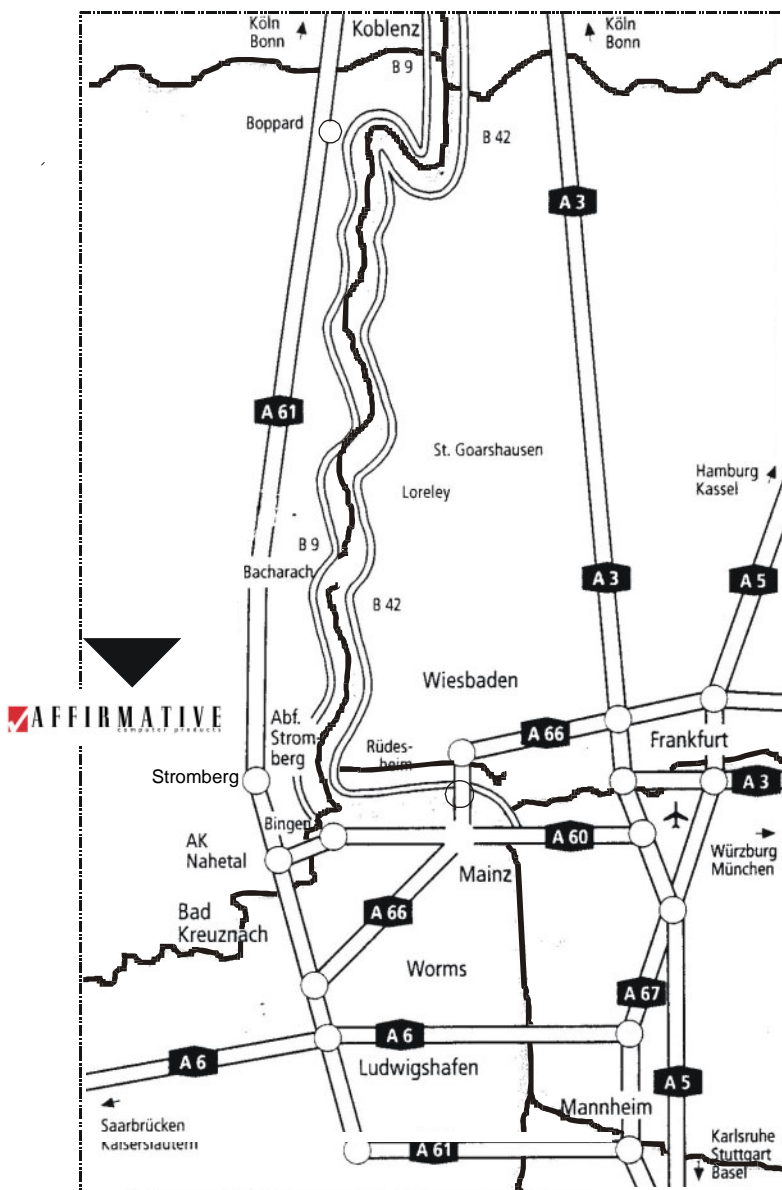 Köln
Bonn
Koblenz
Köln
Bonn
B 9
Boppard
B 42
A 3
A 61
St. Goarshausen
Loreley
Hamburg
Kassel
B 9
Bacharach
A 3
A 5
B 42
Wiesbaden
AFFIRMATIVE
computer products
Abf.
Strom-
berg
A 66
Rüdes-
heim
Frankfurt
Stromberg
A 3
Bingen
AK
Nahetal
A 60
Mainz
Würzburg
München
Bad
Kreuznach
A 66
Worms
A 67
A 6
A 6
Ludwigshafen
A 5
Mannheim
Saarbrücken
Kaiserslautern
A 61
Karlsruhe
Stuttgart
Basel